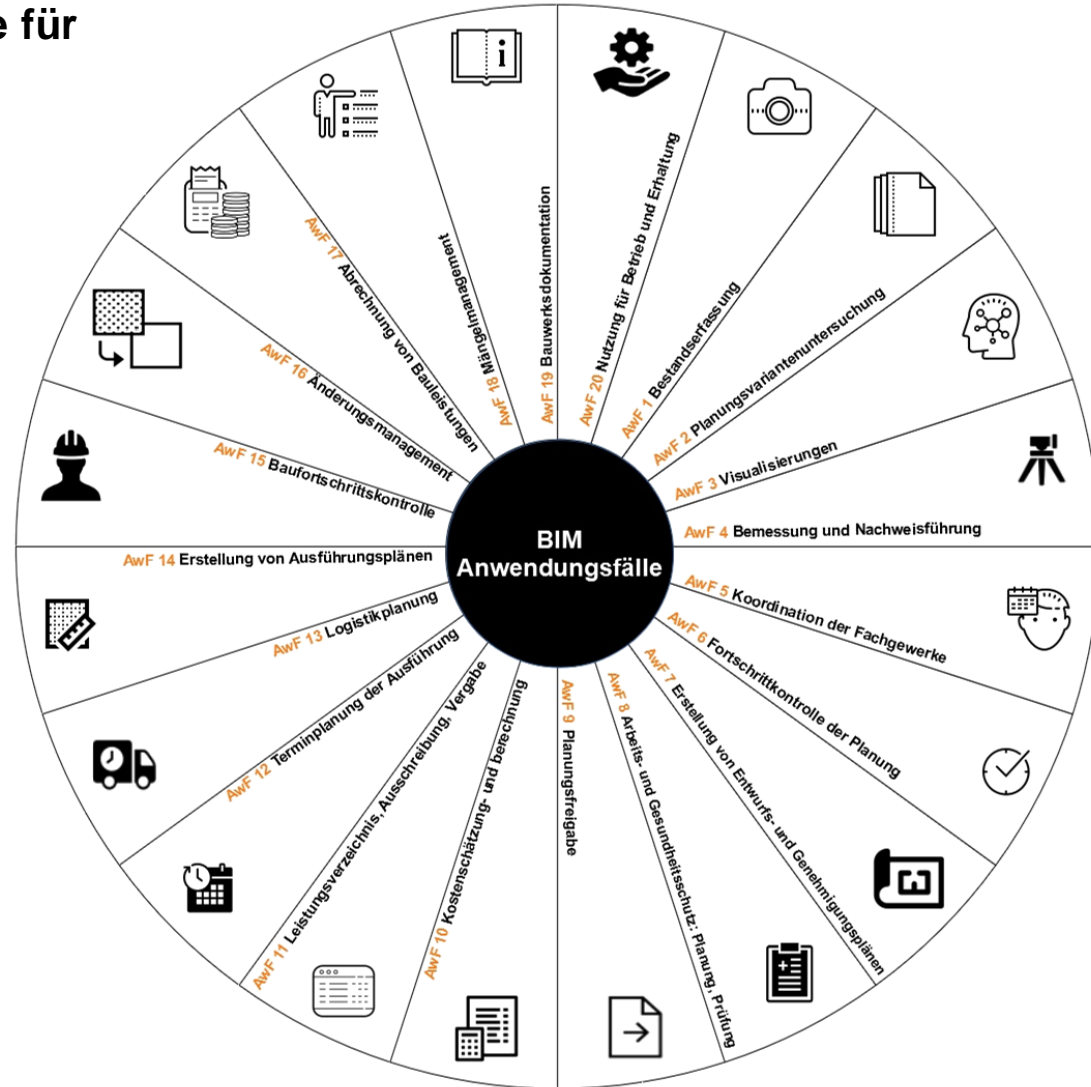 e für
BIM
Anwendungsfälle
AwF 1 Bestandserfassung
AwF 2 Planungsvariantenuntersuchung
AwF 3 Visualisierungen
AwF 4 Bemessung und Nachweisführung
AwF 5 Koordination der Fachgewerke
AwF 6 Fortschrittkontrolle der Planung
AwF 7 Erstellung von Entwurfs- und Genehmigungsplänen
AwF 8 Arbeits- und Gesundheitsschutz: Planung, Prüfung
AwF 9 Planungsfreigabe
AwF 10 Kostenschätzung- und berechnung
AwF 11 Leistungsverzeichnis, Ausschreibung, Vergabe
AwF 12 Terminplanung der Ausführung
AwF 13 Logistikplanung
AwF 14 Erstellung von Ausführungsplänen
AwF 15 Baufortschrittskontrolle
AwF 16 Änderungsmanagement
AwF 17 Abrechnung von Bauleistungen
AwF 18 Mängelmanagement
AwF 19 Bauwerksdokumentation
AwF 20 Nutzung für Betrieb und Erhaltung
i